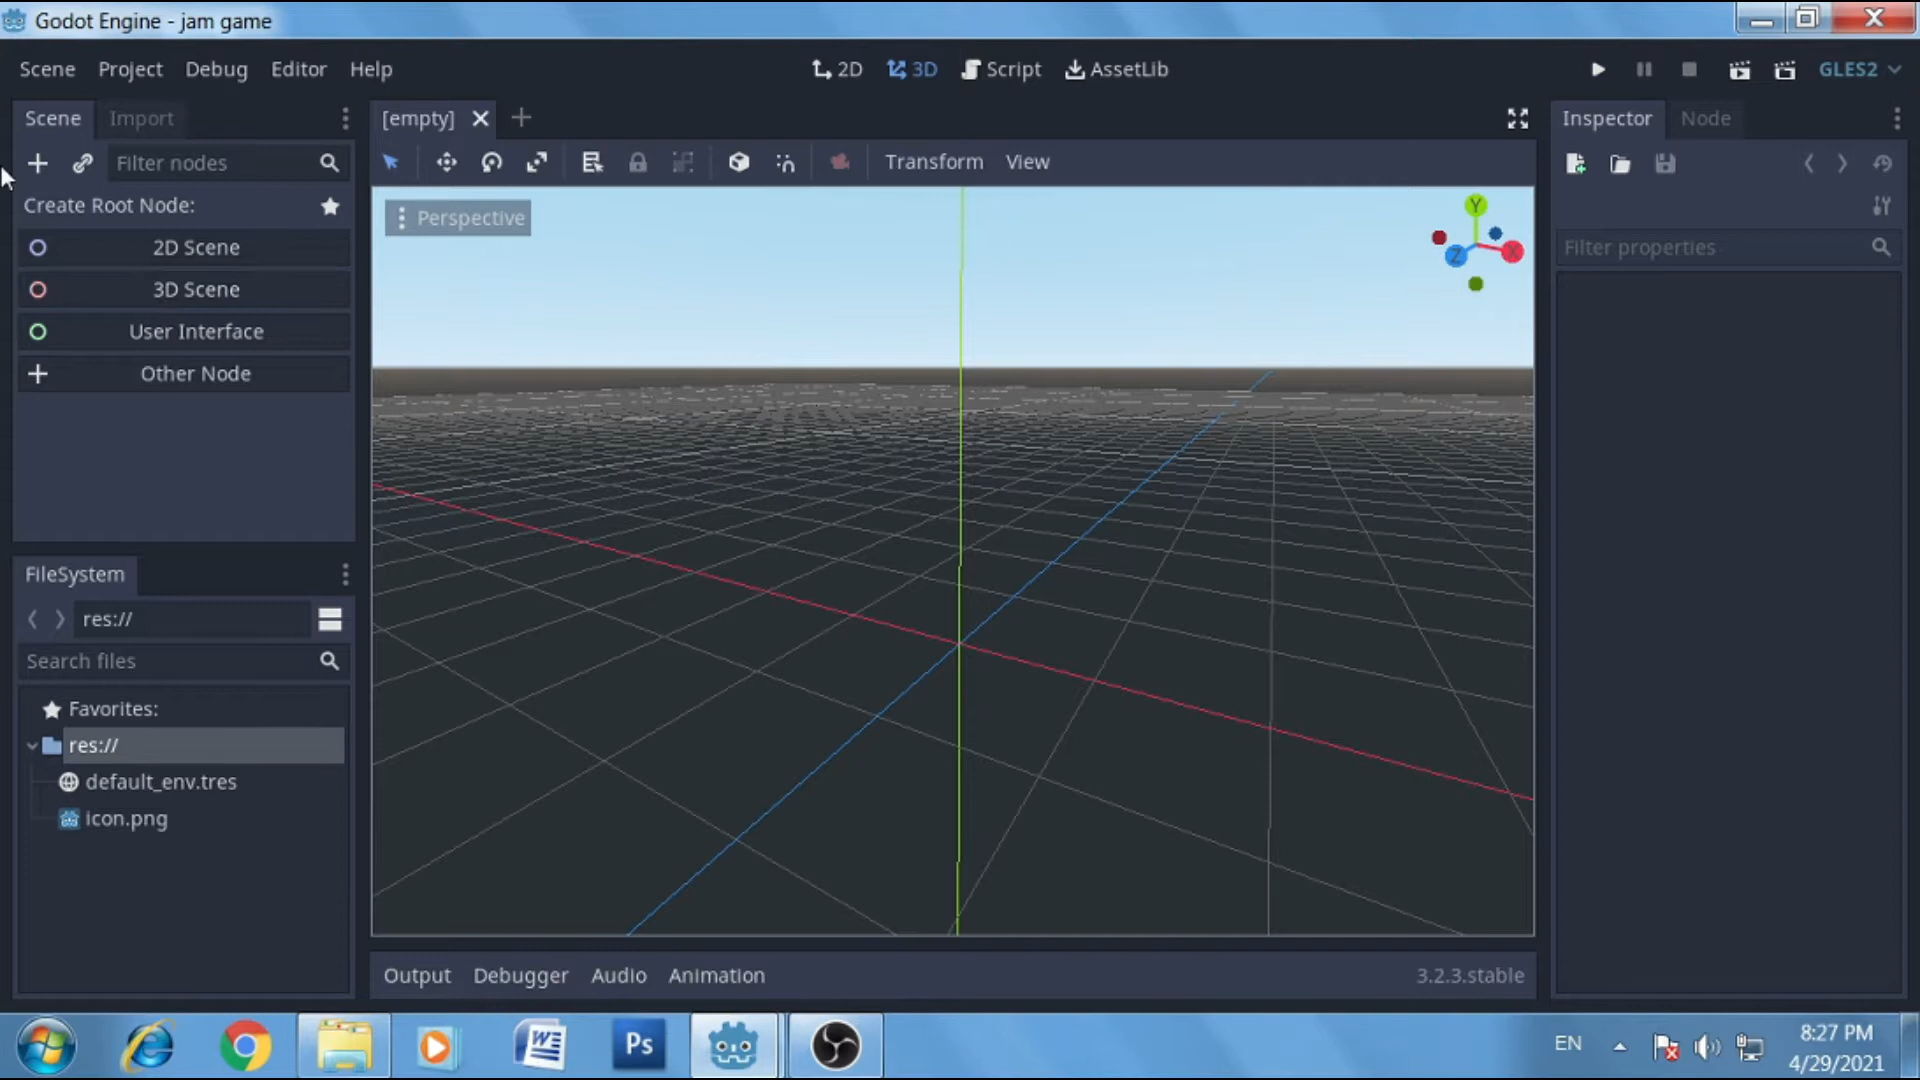 Godot Engine - jam game
Scene Project Debug Editor Help
2D 3D Script AssetLib
GLES2
Scene Import
Filter nodes
Create Root Node:
2D Scene
3D Scene
User Interface
Other Node
FileSystem
res://
Search files
Favorites:
res://
default_env.tres
icon.png
[empty]
Transform View
Perspective
Y
Z X
Output Debugger Audio Animation 3.2.3.stable
Inspector Node
Filter properties
W Ps
EN
8:27 PM
4/29/2021